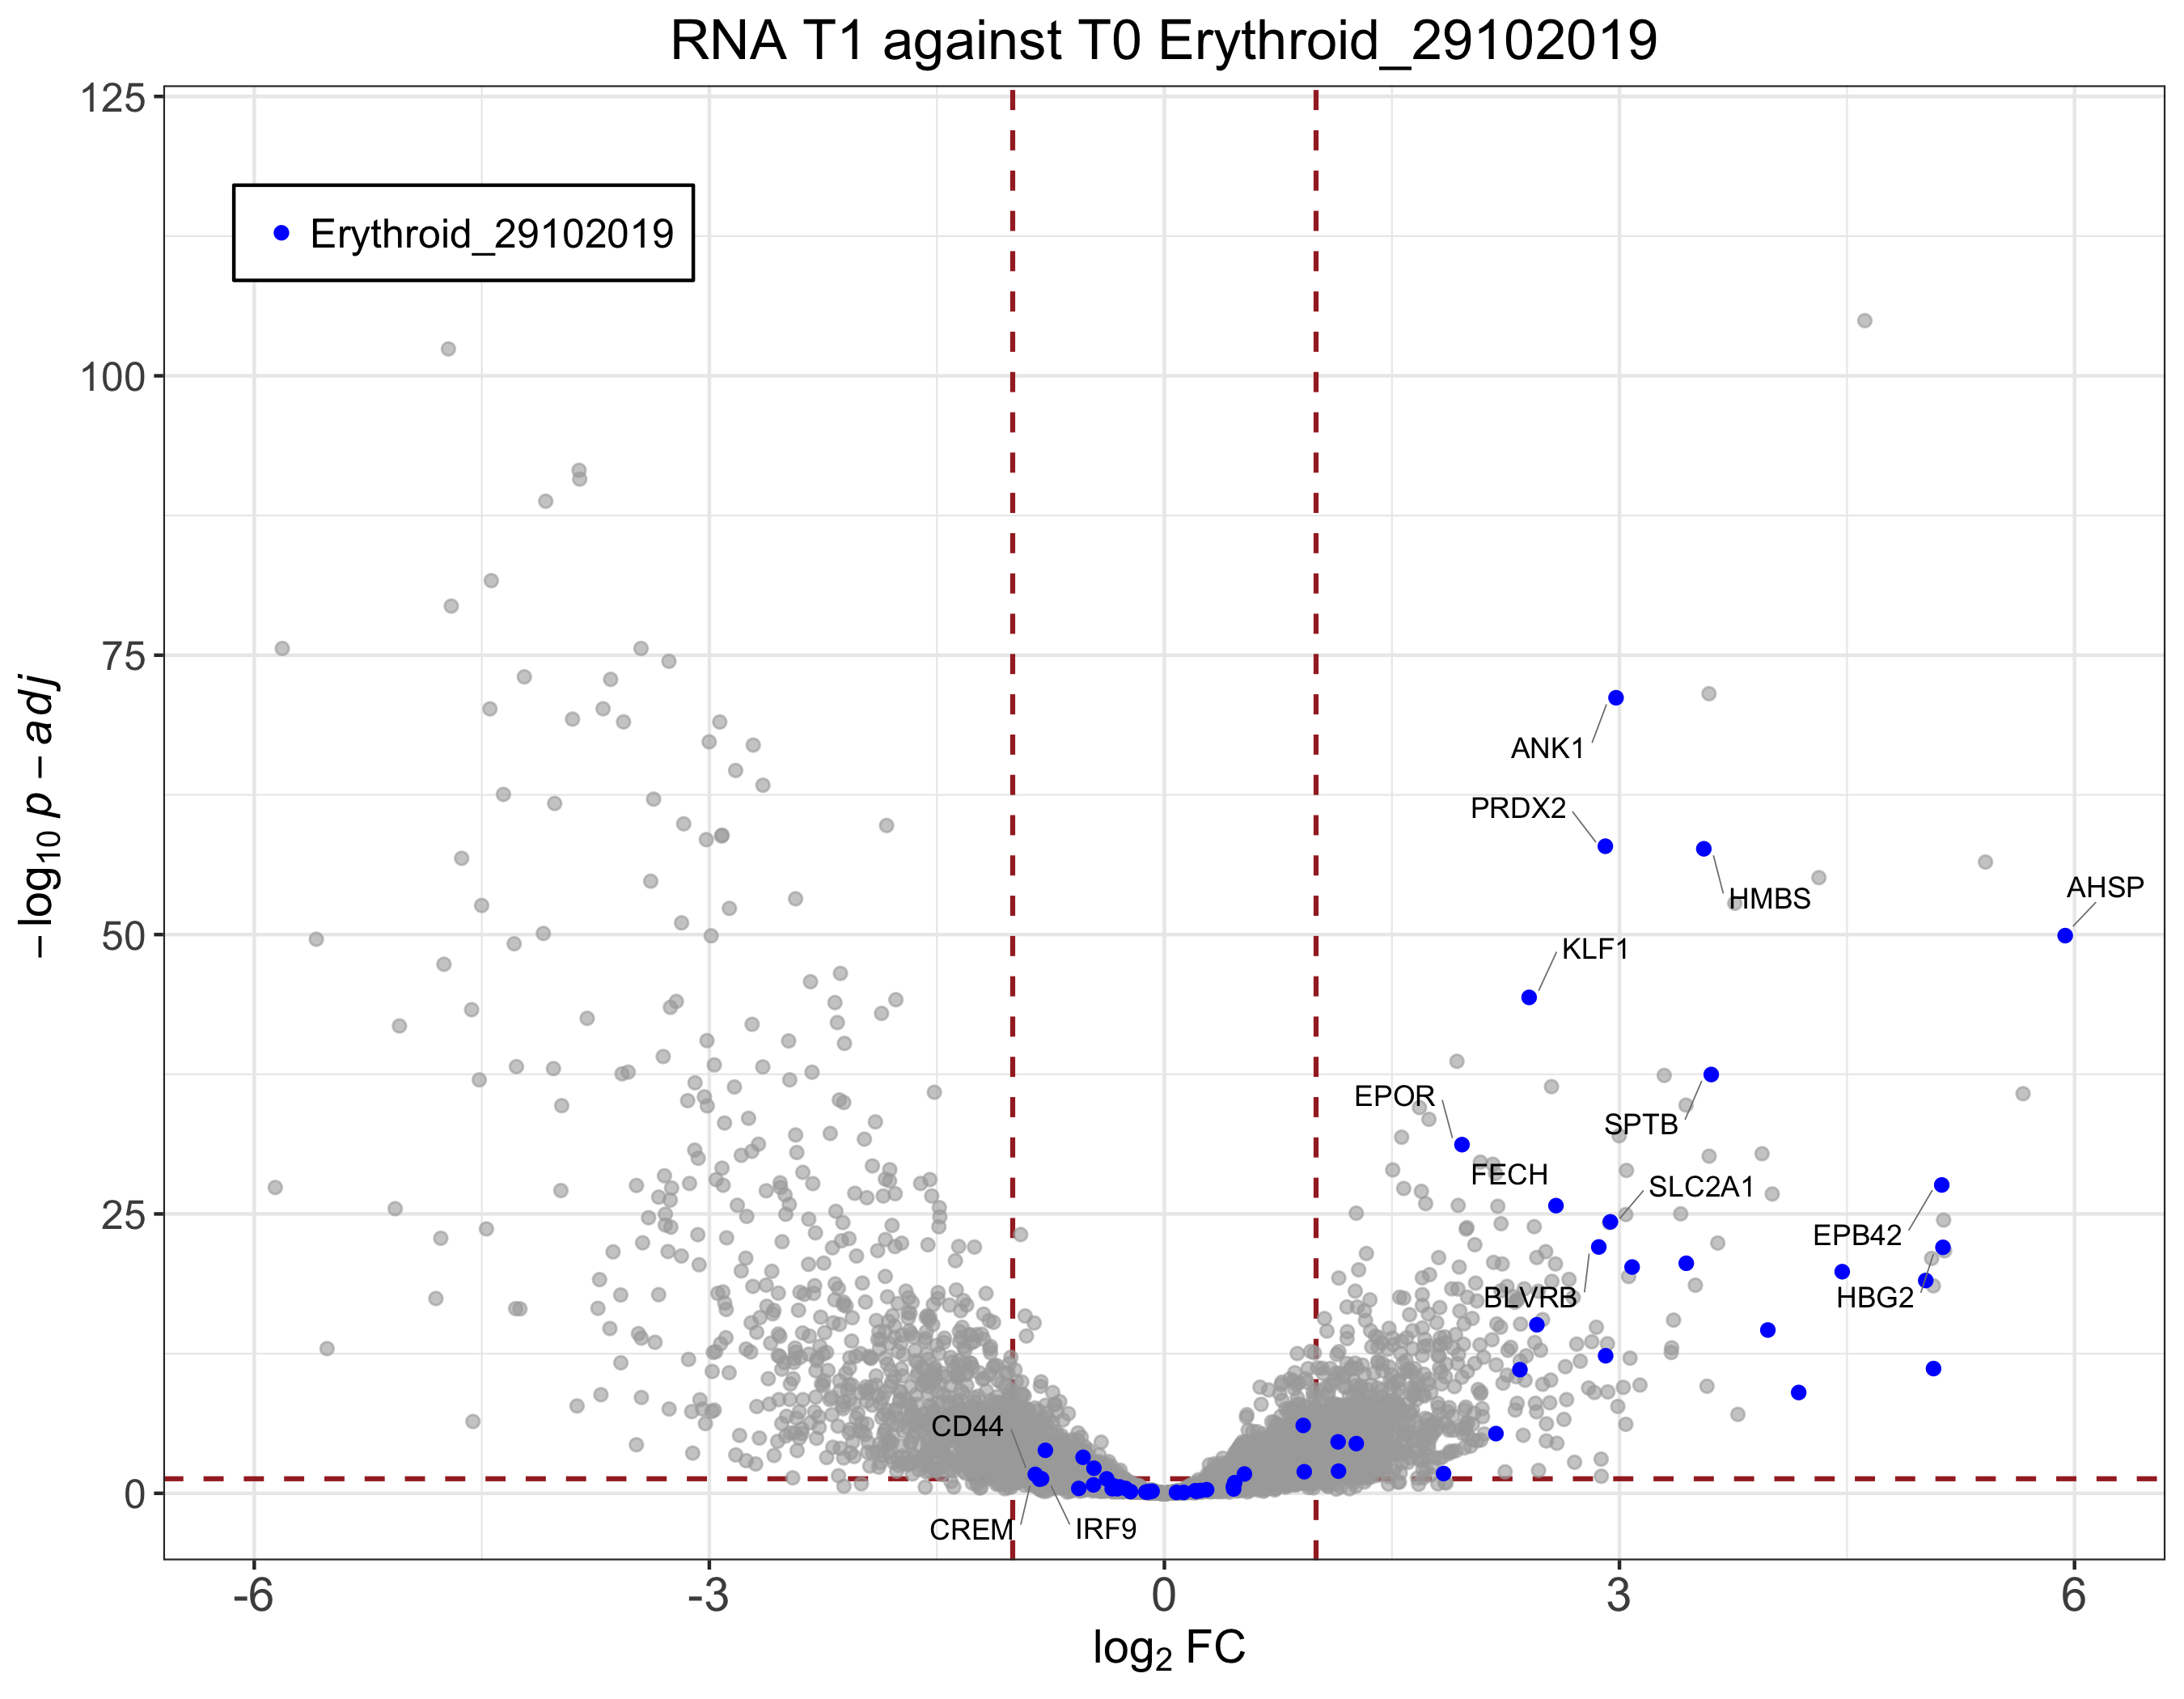 RNA T1 against T0 Erythroid_29102019
125
100
75
50
25
0
− log10 p − adj
Erythroid_29102019
ANK1
PRDX2
HMBS
AHSP
KLF1
EPOR
SPTB
FECH
SLC2A1
EPB42
BLVRB
HBG2
CD44
CREM
IRF9
-6
-3
0
3
6
log2 FC